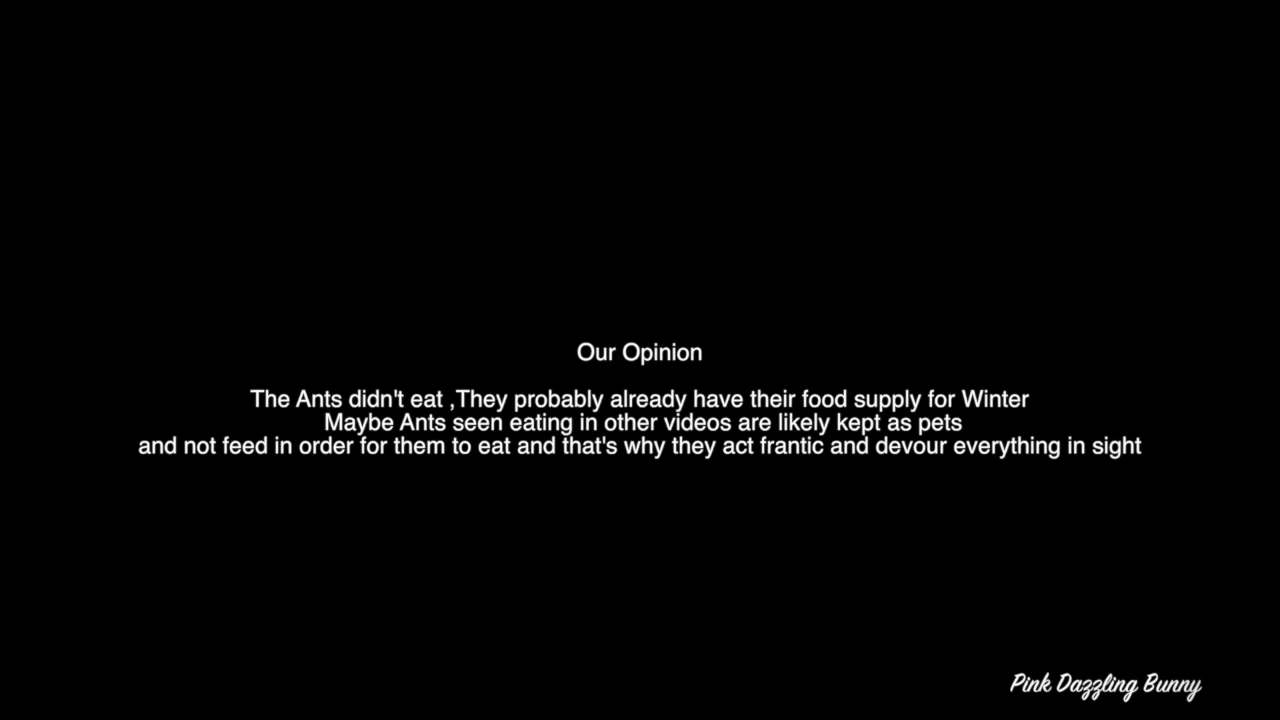 Our Opinion
The Ants didn't eat ,They probably already have their food supply for Winter
Maybe Ants seen eating in other videos are likely kept as pets
and not feed in order for them to eat and that's why they act frantic and devour everything in sight
Pink Dazzling Bunny